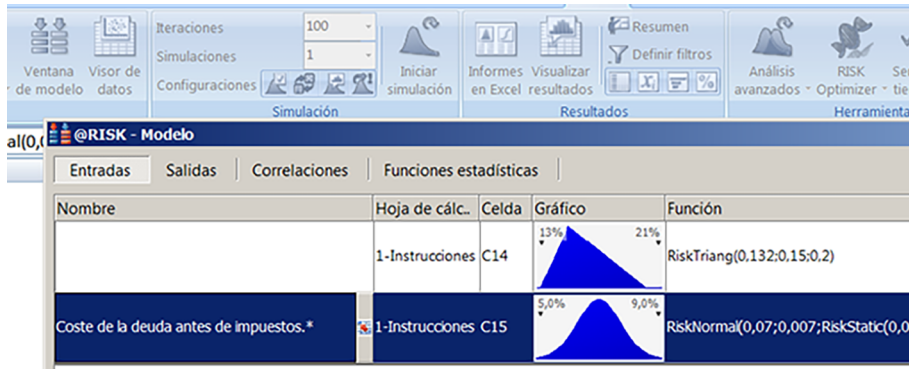 Iteraciones 100
Simulaciones 1
Configuraciones
Ventana de modelo
Visor de datos
Iniciar simulación
Informes en Excel
Visualizar resultados
Resumen
Definir filtros
Análisis avanzados
RISK Optimizer
Simulación
Resultados
Herramienta
al(0,0
@RISK - Modelo
Entradas Salidas Correlaciones Funciones estadísticas
Nombre Hoja de cálc.. Celda Gráfico Función
13% 21%
1-Instrucciones C14 RiskTriang(0,132;0,15;0,2)
5,0% 9,0%
Coste de la deuda antes de impuestos.* 1-Instrucciones C15 RiskNormal(0,07;0,007;RiskStatic(0,0